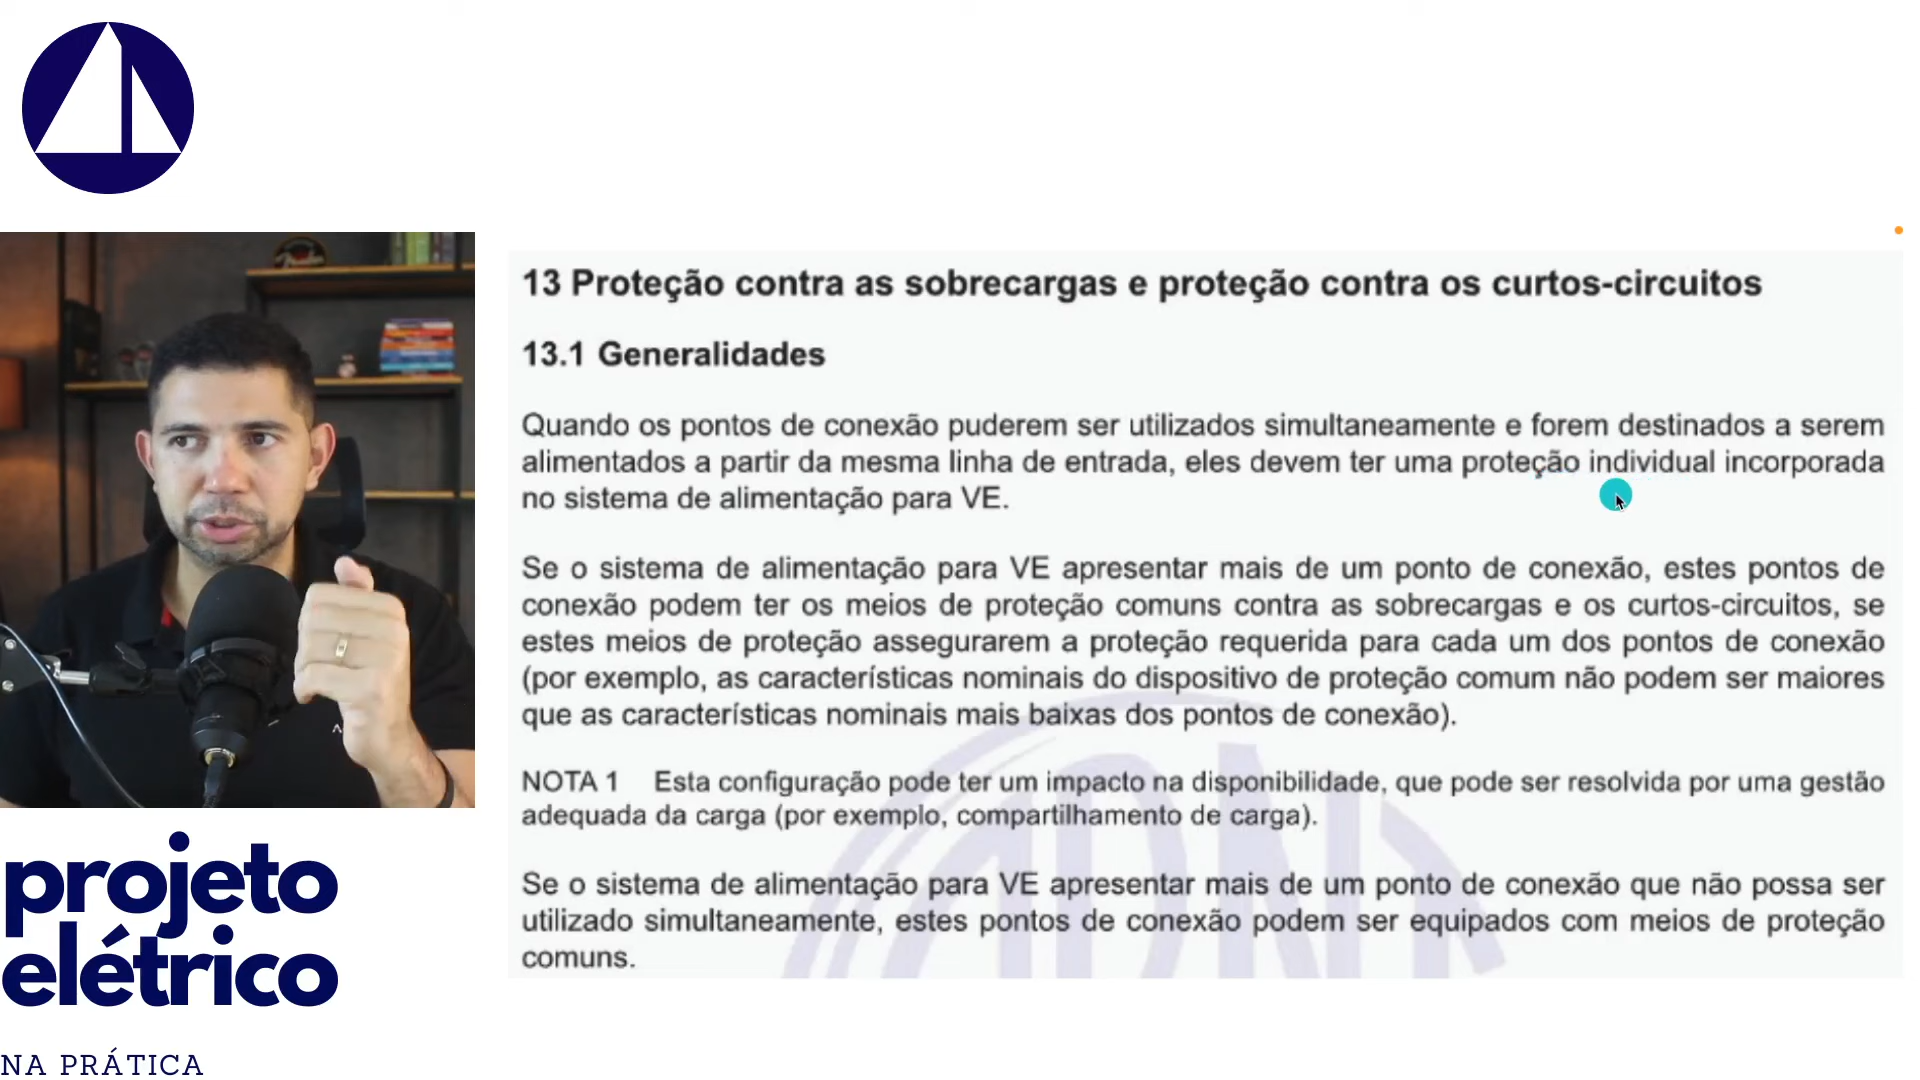 13 Proteção contra as sobrecargas e proteção contra os curtos-circuitos
13.1 Generalidades
Quando os pontos de conexão puderem ser utilizados simultaneamente e forem destinados a serem
alimentados a partir da mesma linha de entrada, eles devem ter uma proteção individual incorporada
no sistema de alimentação para VE.
Se o sistema de alimentação para VE apresentar mais de um ponto de conexão, estes pontos de
conexão podem ter os meios de proteção comuns contra as sobrecargas e os curtos-circuitos, se
estes meios de proteção assegurarem a proteção requerida para cada um dos pontos de conexão
(por exemplo, as características nominais do dispositivo de proteção comum não podem ser maiores
que as características nominais mais baixas dos pontos de conexão).
NOTA 1 Esta configuração pode ter um impacto na disponibilidade, que pode ser resolvida por uma gestão
adequada da carga (por exemplo, compartilhamento de carga).
Se o sistema de alimentação para VE apresentar mais de um ponto de conexão que não possa ser
utilizado simultaneamente, estes pontos de conexão podem ser equipados com meios de proteção
comuns.
projeto
elétrico
NA PRÁTICA